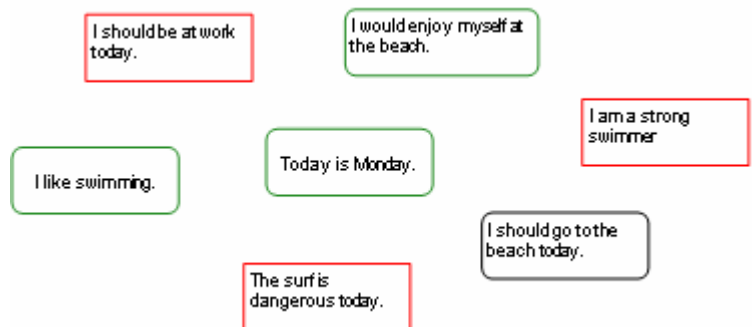 I should be at work
today.
I would enjoy myself at
the beach.
I am a strong
swimmer
I like swimming.
Today is Monday.
I should go to the
beach today.
The surf is
dangerous today.